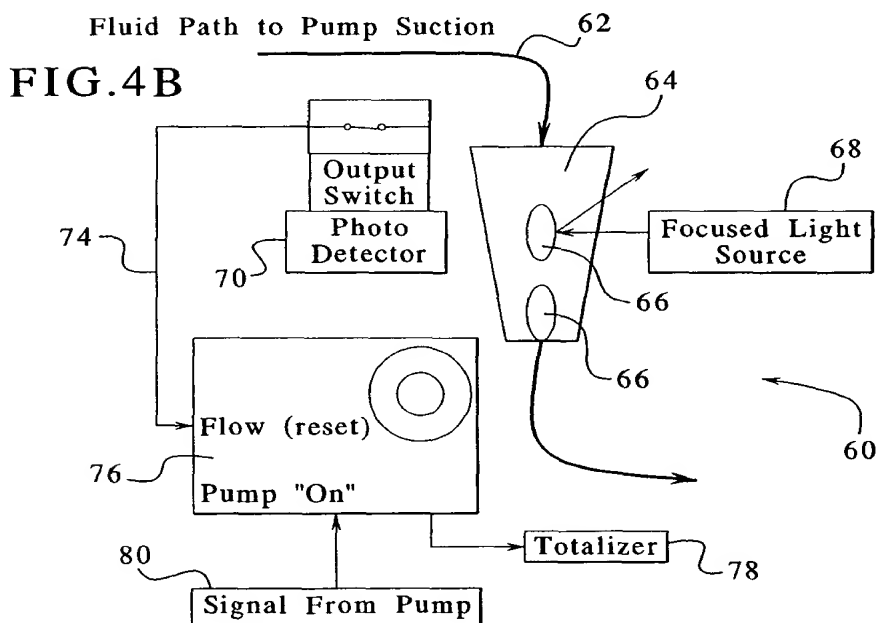 Fluid Path to Pump Suction
62
FIG.4B
64
68
Output
Switch
Photo
Detector
70
74
Focused Light
Source
66
66
60
Flow (reset)
76
Pump "On"
Totalizer
78
80
Signal From Pump